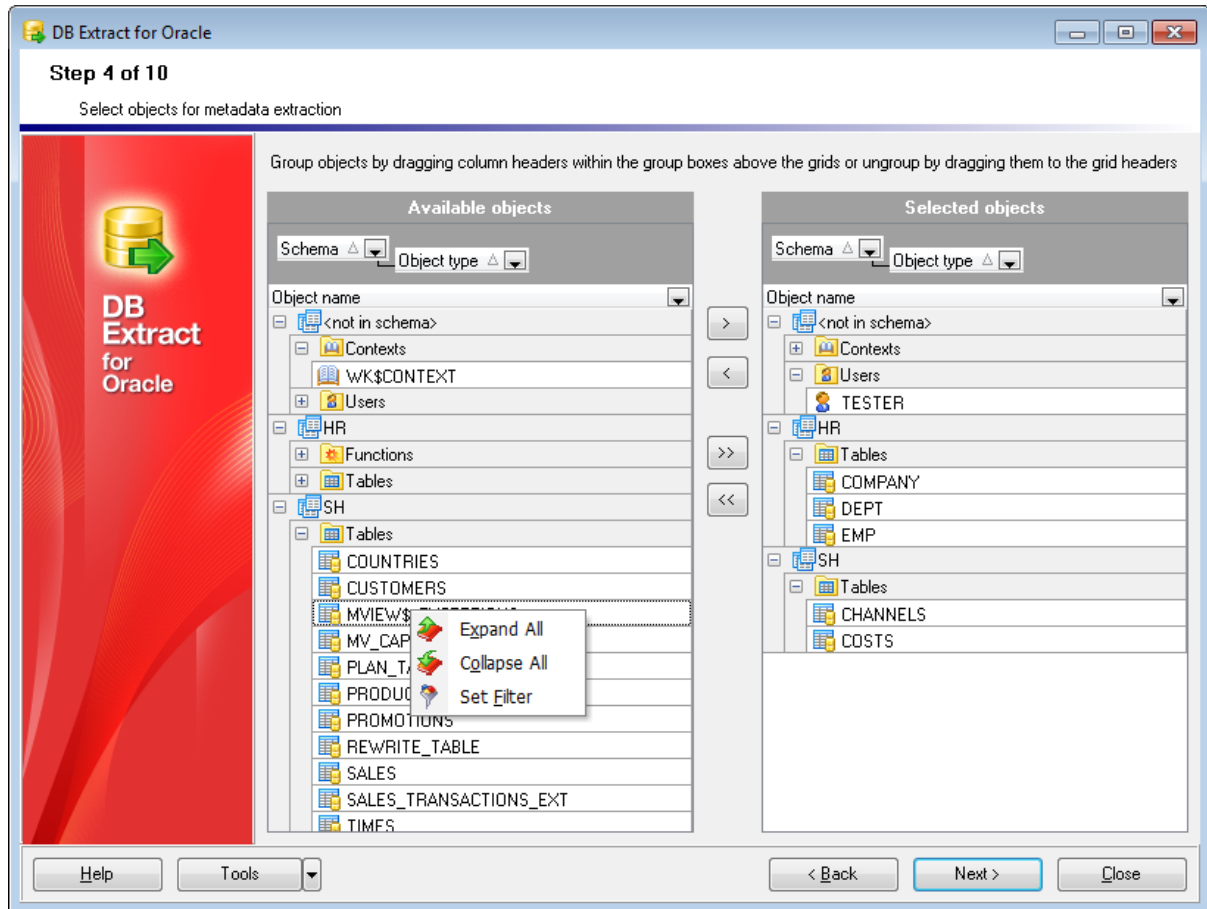 DB Extract for Oracle
Step 4 of 10
Select objects for metadata extraction
Group objects by dragging column headers within the group boxes above the grids or ungroup by dragging them to the grid headers
DB
Extract
for
Oracle
Available objects
Schema
Object type
Object name
<not in schema>
Contexts
WK$CONTEXT
Users
HR
Functions
Tables
SH
Tables
COUNTRIES
CUSTOMERS
MVIEW$
MV_CAP
PLAN_TA
PRODUC
PROMOTIONS
REWRITE_TABLE
SALES
SALES_TRANSACTIONS_EXT
TIMES
Expand All
Collapse All
Set Filter
>
<
>>
<<
Selected objects
Schema
Object type
Object name
<not in schema>
Contexts
Users
TESTER
HR
Tables
COMPANY
DEPT
EMP
SH
Tables
CHANNELS
COSTS
Help
Tools
< Back
Next >
Close